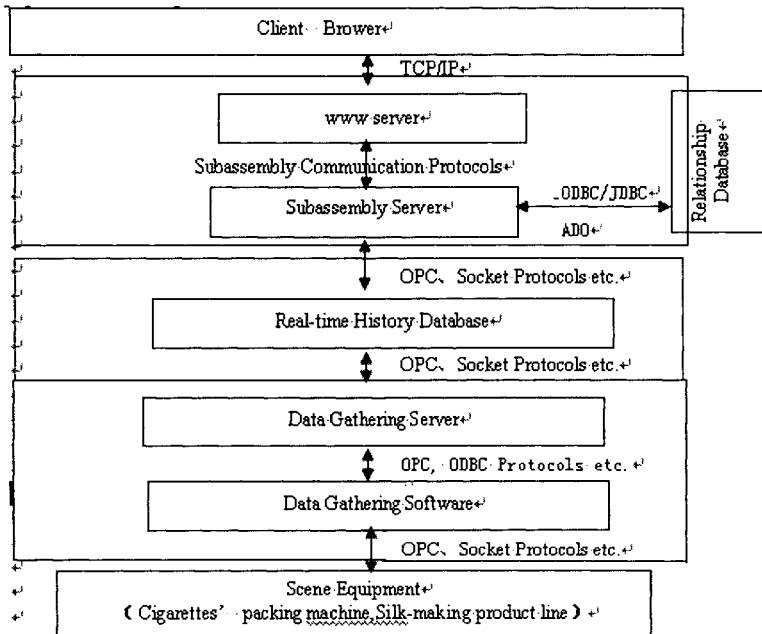 Client Brower
TCP/IP
www server
Subassembly Communication Protocols
Subassembly Server
ODBC/JDBC
ADO
Relationship
Database
OPC、Socket Protocols etc.
Real-time History Database
OPC、Socket Protocols etc.
Data Gathering Server
OPC, ODBC Protocols etc.
Data Gathering Software
OPC、Socket Protocols etc.
Scene Equipment
（Cigarettes' packing machine,Silk-making product line）